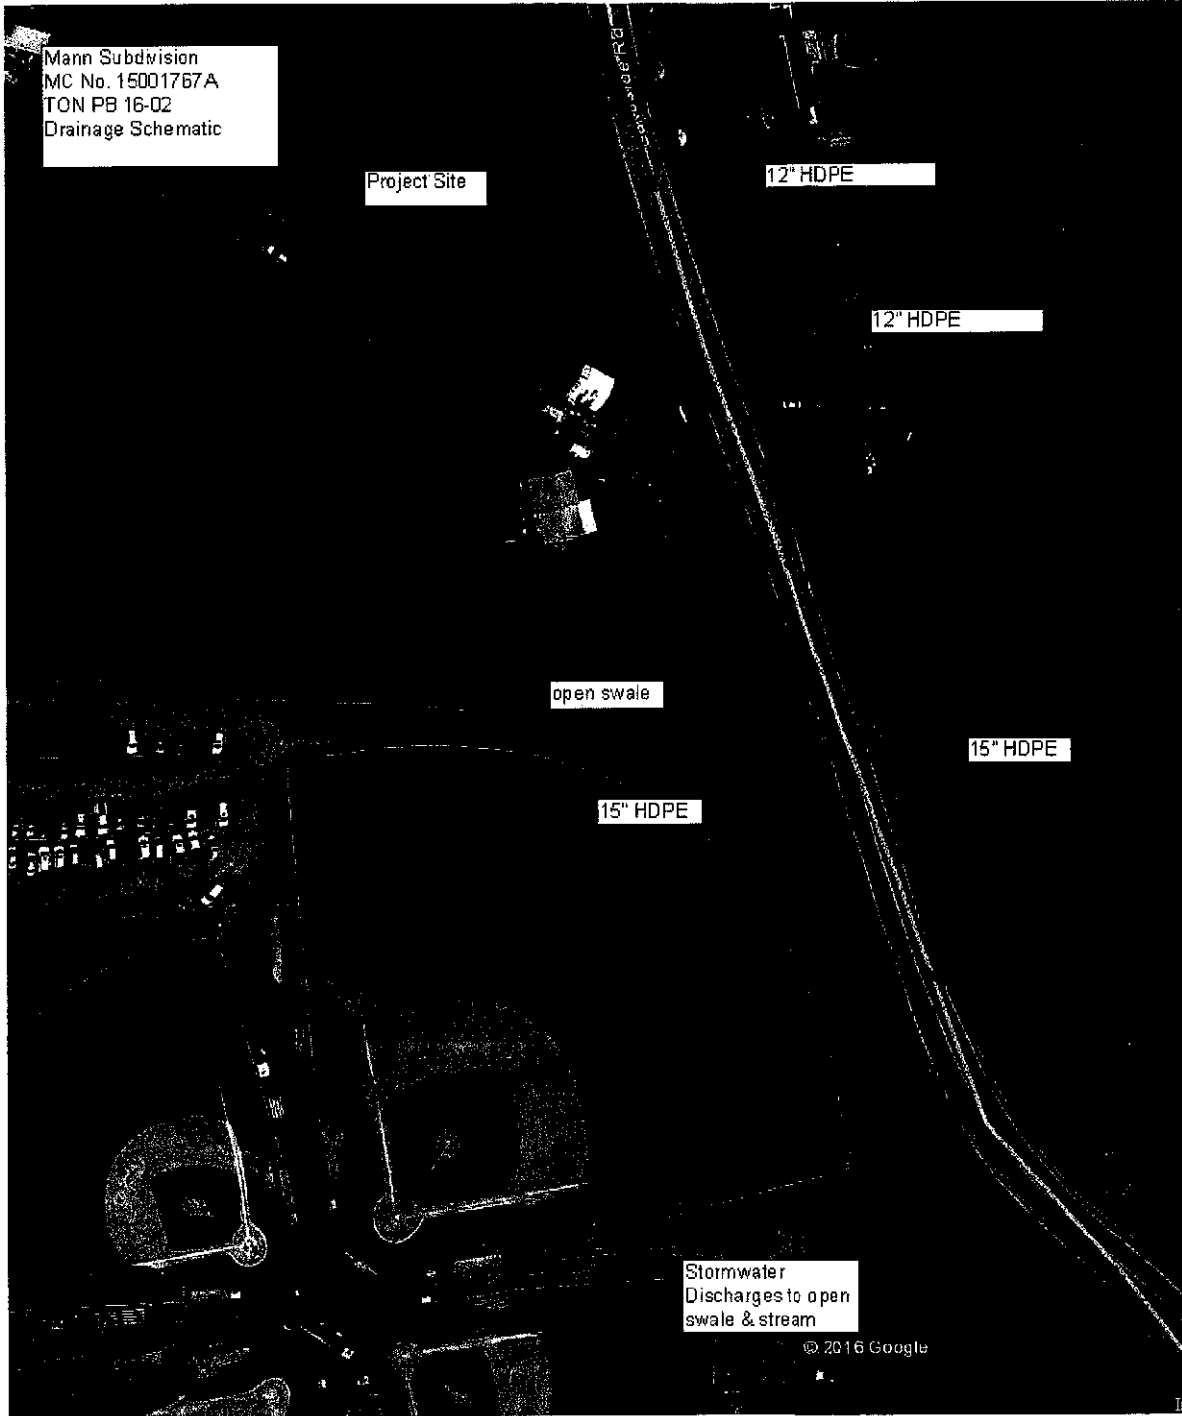 Mann Subdivision
MC No. 15001767A
TON PB 16-02
Drainage Schematic
Project Site
12" HDPE
12" HDPE
open swale
15" HDPE
15" HDPE
Stormwater
Discharges to open
swale & stream
© 2016 Google